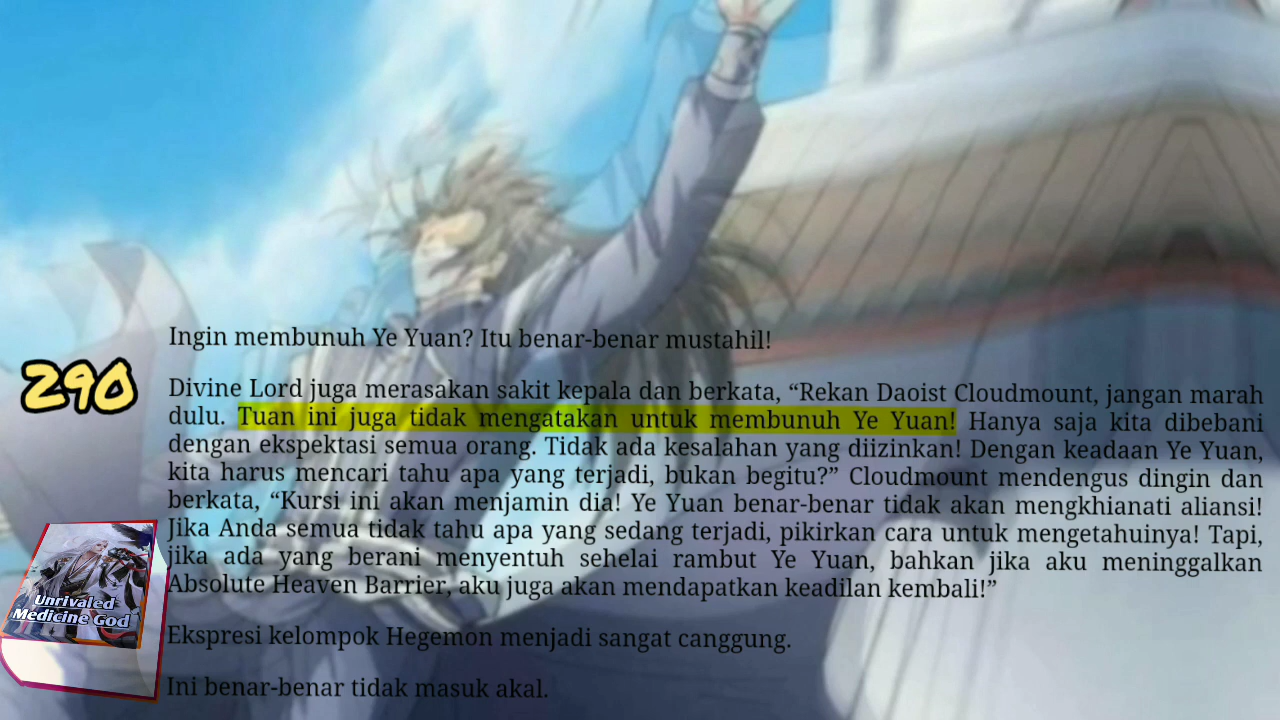 Ingin membunuh Ye Yuan? Itu benar-benar mustahil!
Divine Lord juga merasakan sakit kepala dan berkata, “Rekan Daoist Cloudmount, jangan marah
dulu. Tuan ini juga tidak mengatakan untuk membunuh Ye Yuan! Hanya saja kita dibebani
dengan ekspektasi semua orang. Tidak ada kesalahan yang diizinkan! Dengan keadaan Ye Yuan,
kita harus mencari tahu apa yang terjadi, bukan begitu?” Cloudmount mendengus dingin dan
berkata, “Kursi ini akan menjamin dia! Ye Yuan benar-benar tidak akan mengkhianati aliansi!
Jika Anda semua tidak tahu apa yang sedang terjadi, pikirkan cara untuk mengetahuinya! Tapi,
jika ada yang berani menyentuh sehelai rambut Ye Yuan, bahkan jika aku meninggalkan
Absolute Heaven Barrier, aku juga akan mendapatkan keadilan kembali!”
Ekspresi kelompok Hegemon menjadi sangat canggung.
Ini benar-benar tidak masuk akal.
290
Unrivaled
Medicine God